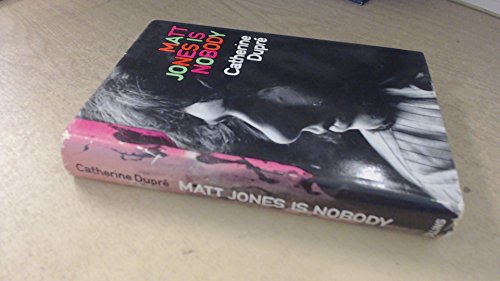 MATT
JONES IS
NOBODY
Catherine
Dupré
Catherine Dupré MATT JONES IS NOBODY